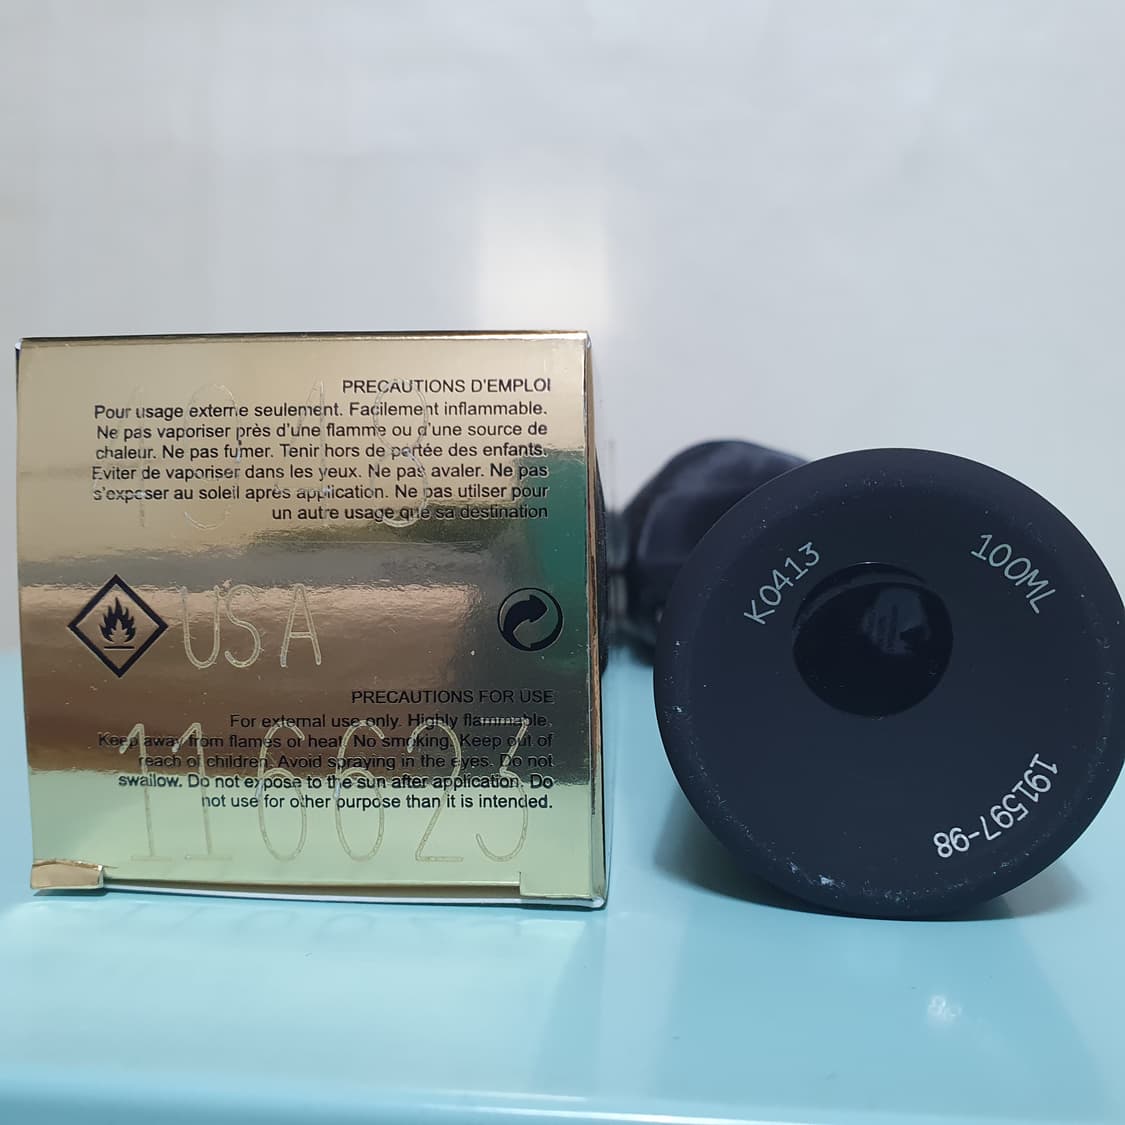 PRECAUTIONS D'EMPLOI
Pour usage externe seulement. Facilement inflammable.
Ne pas vaporiser près d'une flamme ou d'une source de
chaleur. Ne pas fumer. Tenir hors de portée des enfants.
Eviter de vaporiser dans les yeux. Ne pas avaler. Ne pas
s'exposer au soleil après application. Ne pas utilser pour
un autre usage que sa destination
USA
PRECAUTIONS FOR USE
For external use only. Highly flammable.
Keep away from flames or heat. No smoking. Keep out of
reach of children. Avoid spraying in the eyes. Do not
swailow. Do not expose to the sun after application. Do
not use for other purpose than it is intended.
116623
K0413
100ML
191597-98